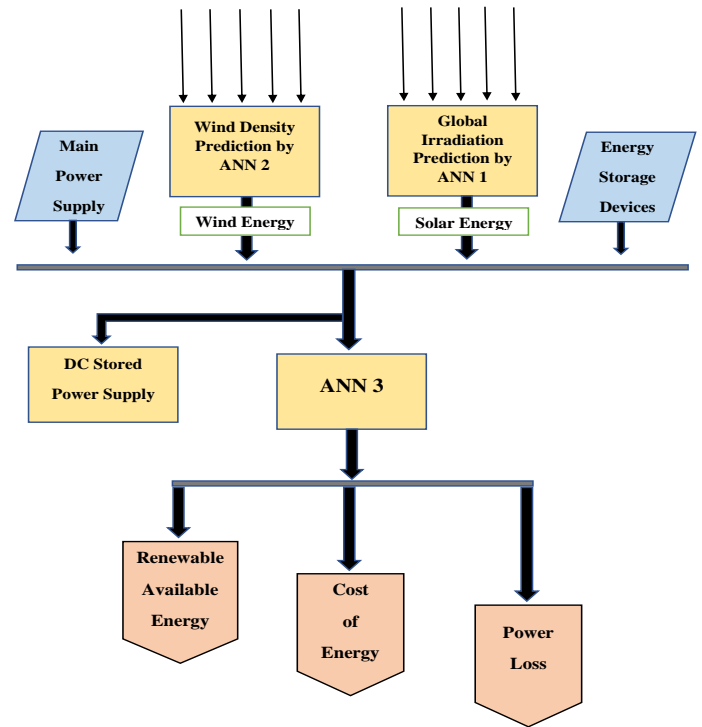 Main
Power
Supply
Wind Density
Prediction by
ANN 2
Wind Energy
Global
Irradiation
Prediction by
ANN 1
Solar Energy
Energy
Storage
Devices
DC Stored
Power Supply
ANN 3
Renewable
Available
Energy
Cost
of
Energy
Power
Loss